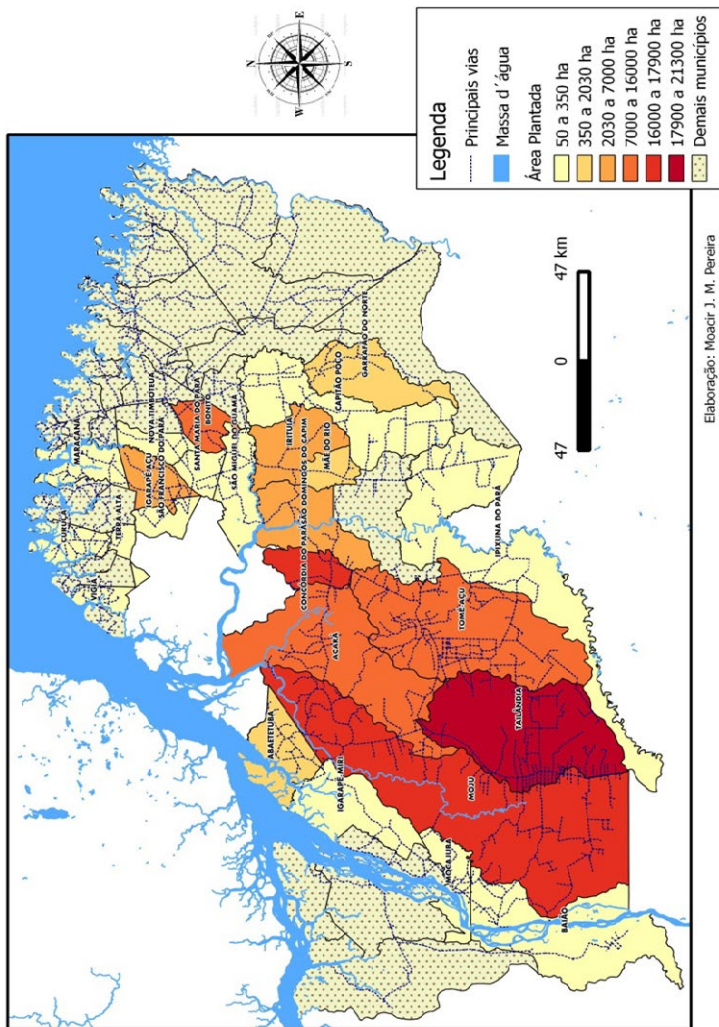 N
W
E
S
Legenda
Principais vias
Massa d´água
Área Plantada
50 a 350 ha
350 a 2030 ha
2030 a 7000 ha
7000 a 16000 ha
16000 a 17900 ha
17900 a 21300 ha
Demais municípios
47
0
47 km
Elaboração: Moacir J. M. Pereira
MARACANÃ
CURUÇÁ
VIGIA
TERRA ALTA
IGARAPÉ-AÇU
NOVA TIMBOTEUA
SÃO FRANCISCO DO PARÁ
SANTA MARIA DO PARÁ
BONITO
SÃO MIGUEL DO GUAMÁ
IRITUIA
CONCÓRDIA DO PARÁ
SÃO DOMINGOS DO CAPIM
MÃE DO RIO
CAPITÃO POÇO
GARRAFÃO DO NORTE
IPIXUNA DO PARÁ
ACARÁ
TOMÉ-AÇU
TAILÂNDIA
ABAETETUBA
IGARAPÉ-MIRI
MOJU
MOCAJUBA
BAIÃO